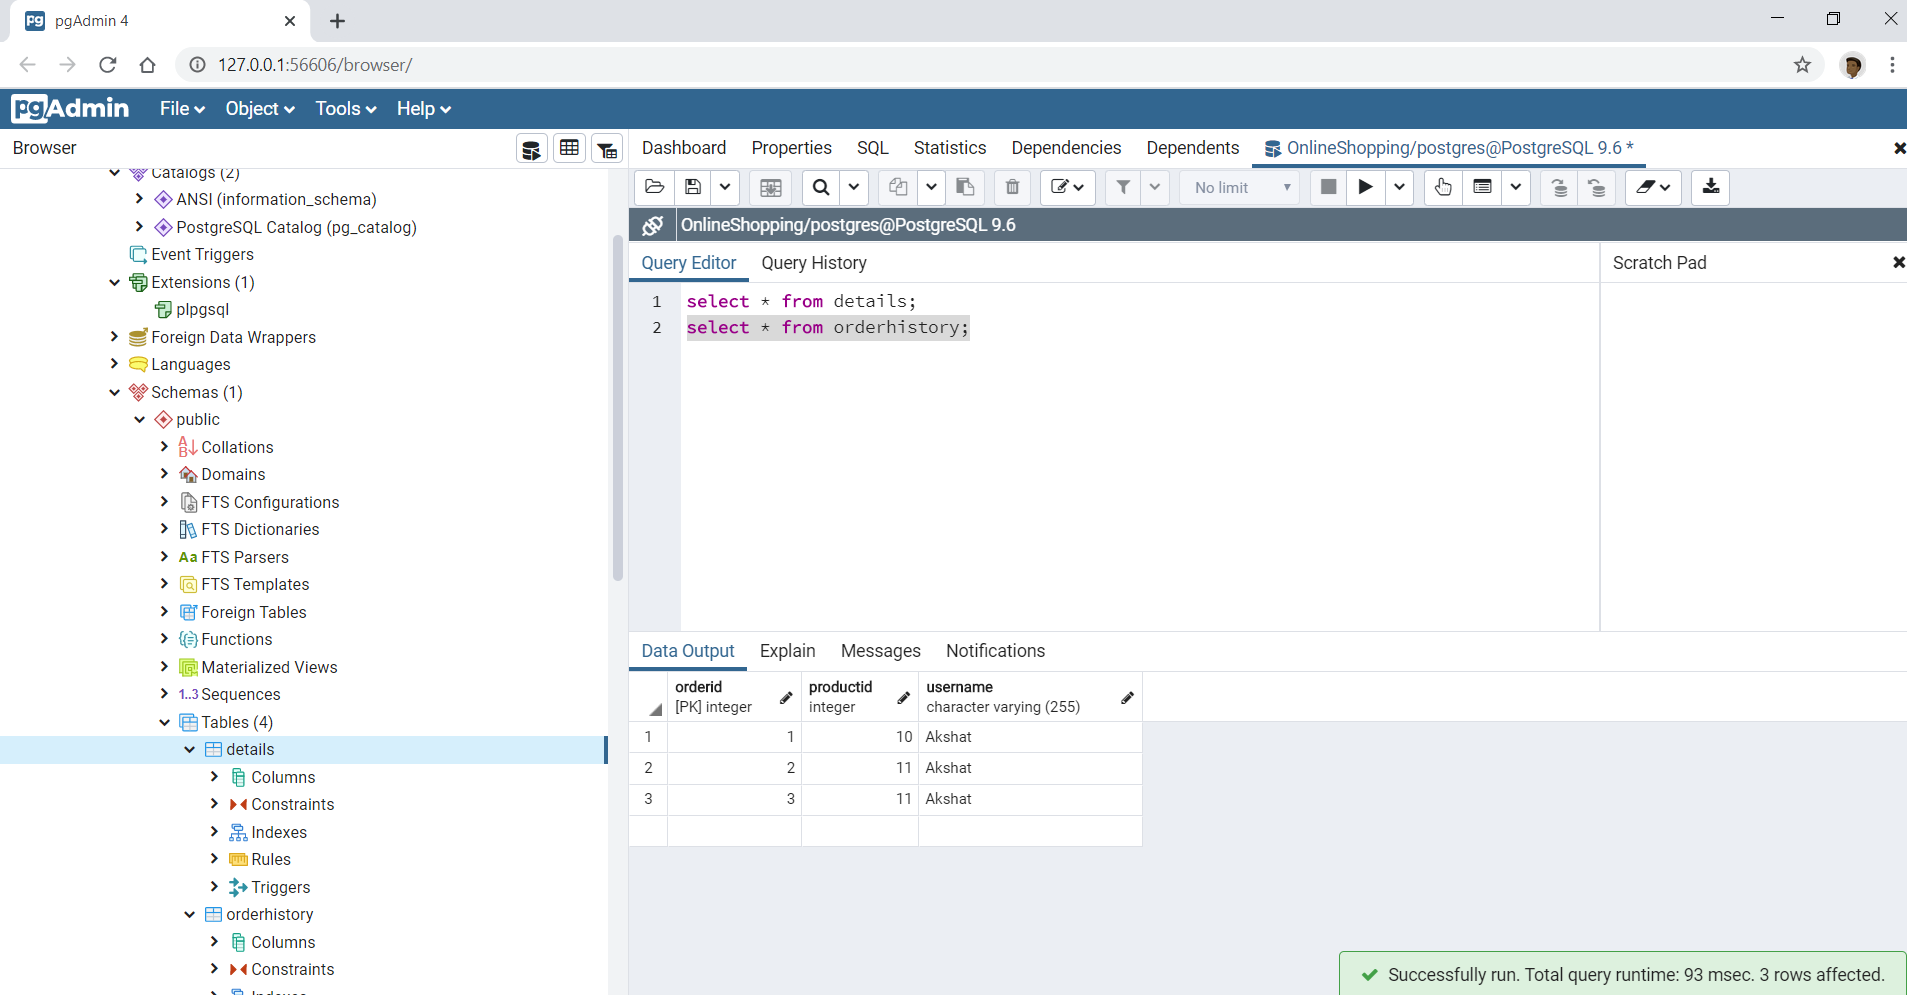 pgAdmin 4
127.0.0.1:56606/browser/
pgAdmin File Object Tools Help
Browser
Catalogs (2)
ANSI (information_schema)
PostgreSQL Catalog (pg_catalog)
Event Triggers
Extensions (1)
plpgsql
Foreign Data Wrappers
Languages
Schemas (1)
public
Collations
Domains
FTS Configurations
FTS Dictionaries
Aa FTS Parsers
FTS Templates
Foreign Tables
Functions
Materialized Views
1..3 Sequences
Tables (4)
details
Columns
Constraints
Indexes
Rules
Triggers
orderhistory
Columns
Constraints
Indexes
Dashboard Properties SQL Statistics Dependencies Dependents OnlineShopping/postgres@PostgreSQL 9.6 *
No limit
OnlineShopping/postgres@PostgreSQL 9.6
Query Editor Query History
Scratch Pad
1 select * from details;
2 select * from orderhistory;
Data Output Explain Messages Notifications
orderid productid username
[PK] integer integer character varying (255)
1 1 10 Akshat
2 2 11 Akshat
3 3 11 Akshat
Successfully run. Total query runtime: 93 msec. 3 rows affected.